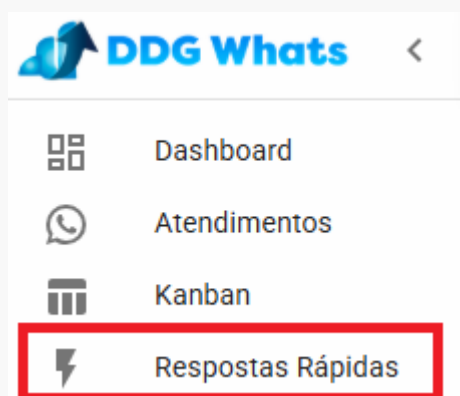 DDG Whats
Dashboard
Atendimentos
Kanban
Respostas Rápidas